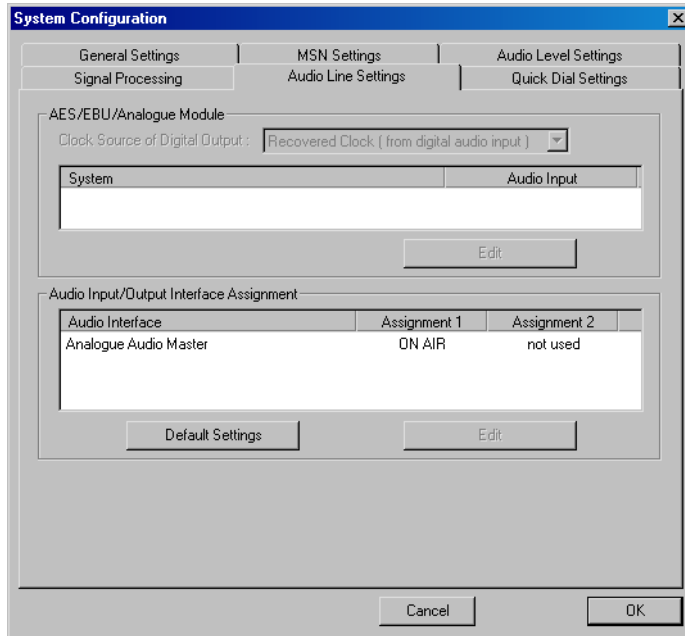 System Configuration
General Settings
MSN Settings
Audio Level Settings
Signal Processing
Audio Line Settings
Quick Dial Settings
AES/EBU/Analogue Module
Clock Source of Digital Output :
Recovered Clock ( from digital audio input )
System
Audio Input
Edit
Audio Input/Output Interface Assignment
Audio Interface
Assignment 1
Assignment 2
Analogue Audio Master
ON AIR
not used
Default Settings
Edit
Cancel
OK